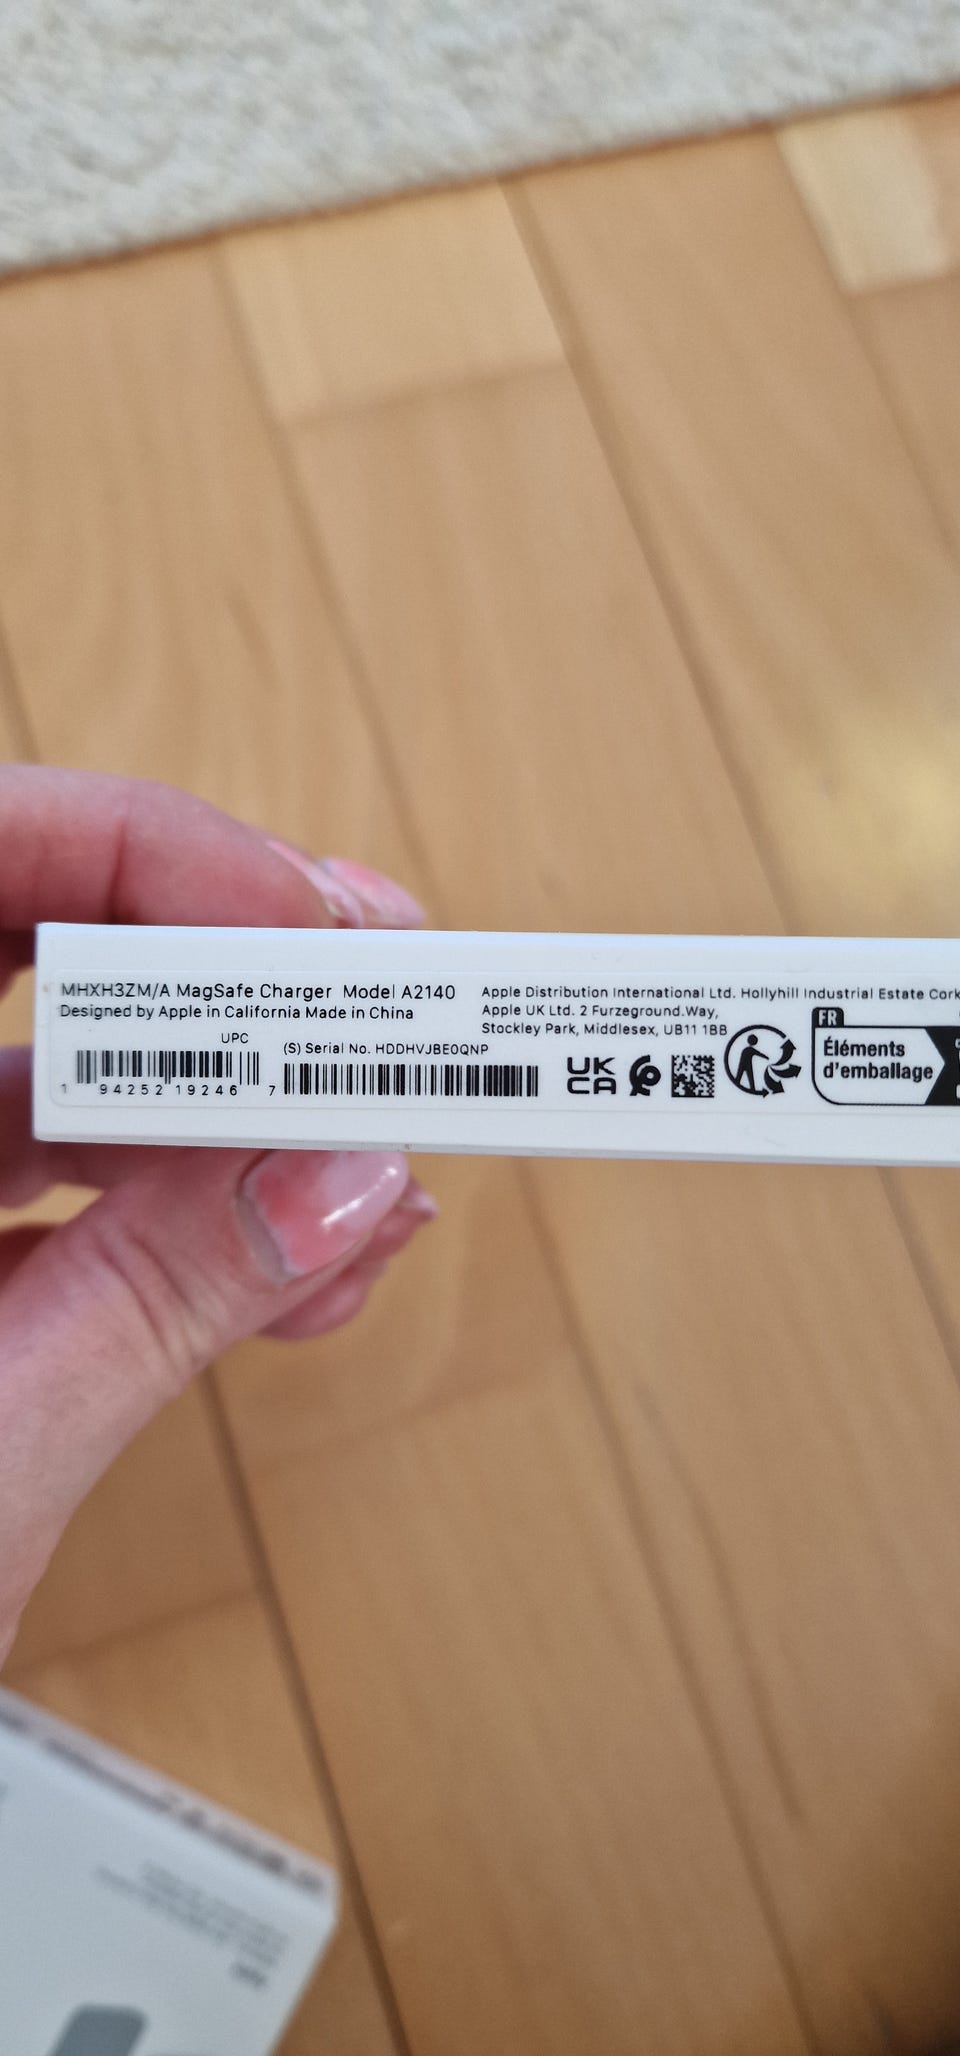 MHXH3ZM/A MagSafe Charger Model A2140
Designed by Apple in California Made in China
UPC
1 94252 19246 7
(S) Serial No. HDDHVJBE0QNP
Apple Distribution International Ltd. Hollyhill Industrial Estate Cork
Apple UK Ltd. 2 Furzeground.Way,
Stockley Park, Middlesex, UB11 1BB
UK
CA
FR
Éléments
d'emballage